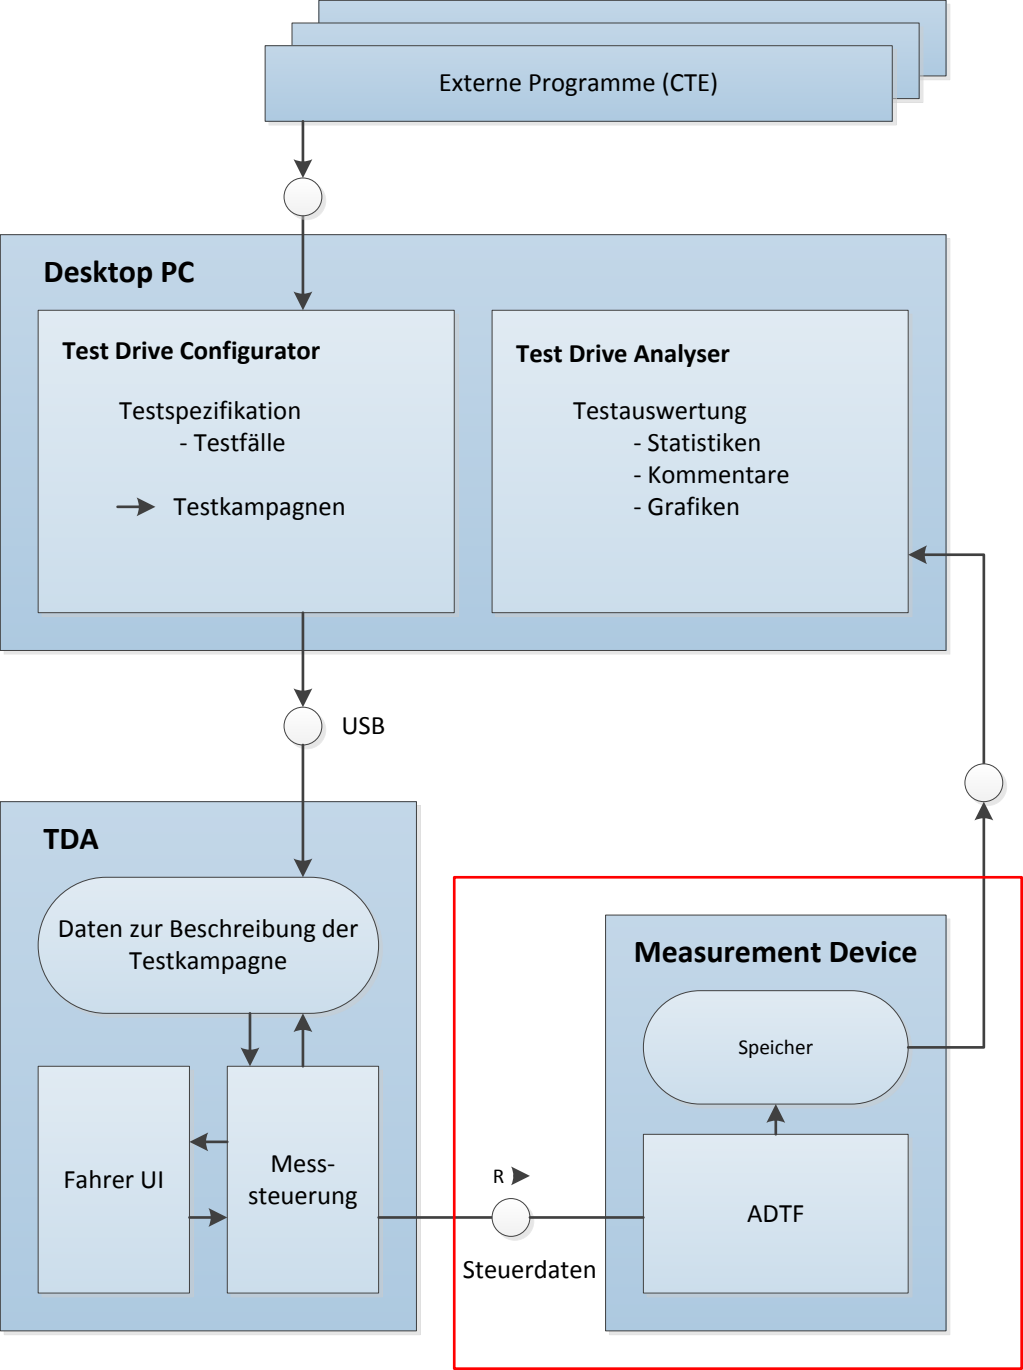 Externe Programme (CTE)
Desktop PC
Test Drive Configurator
Testspezifikation
- Testfälle
Testkampagnen
Test Drive Analyser
Testauswertung
- Statistiken
- Kommentare
- Grafiken
USB
TDA
Daten zur Beschreibung der
Testkampagne
Fahrer UI
Mess-
steuerung
R
Steuerdaten
Measurement Device
Speicher
ADTF